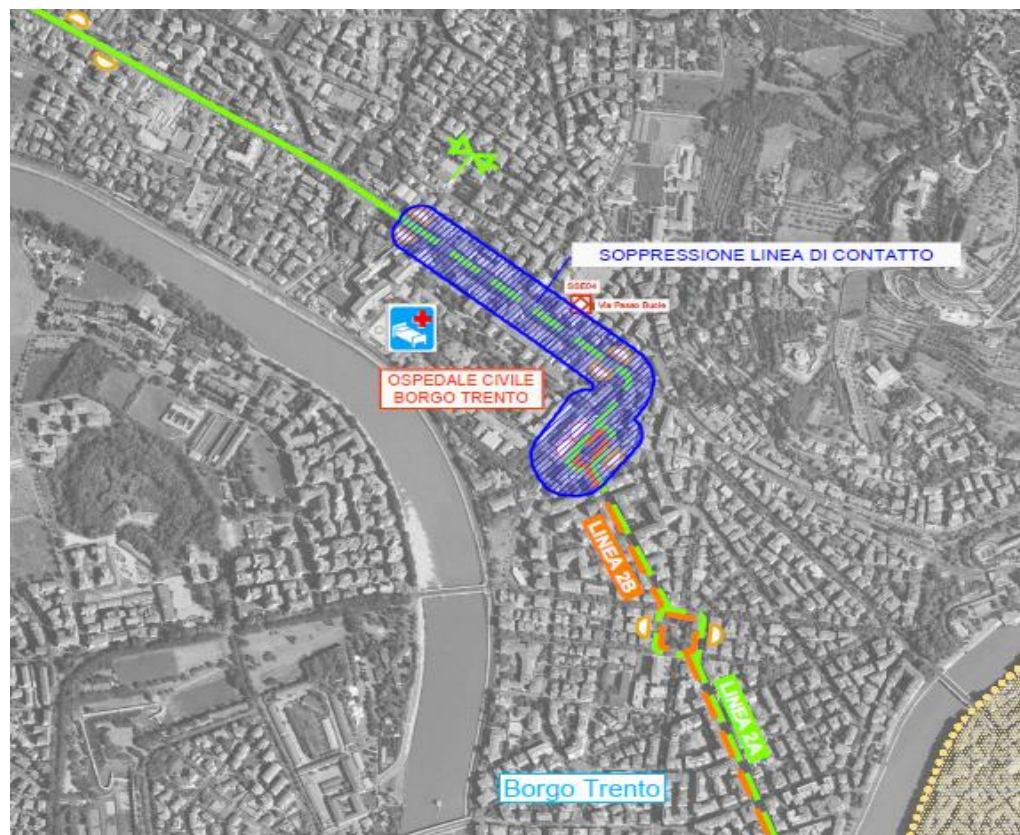 SOPPRESSIONE LINEA DI CONTATTO
SSE04
Via Passo Buole
OSPEDALE CIVILE
BORGO TRENTO
LINEA 2B
LINEA 2A
Borgo Trento